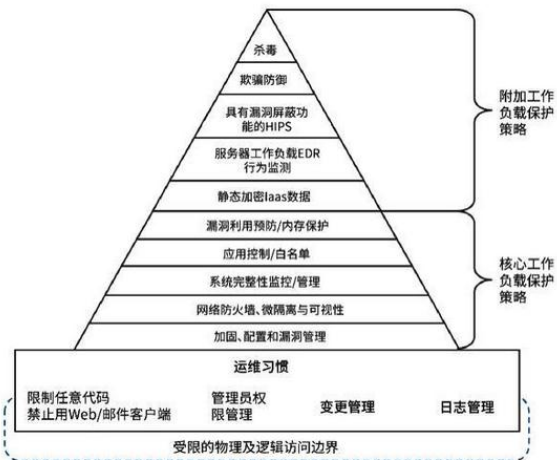 杀毒
欺骗防御
具有漏洞屏蔽功
能的HIPS
服务器工作负载EDR
行为监测
静态加密Iaas数据
附加工作
负载保护
策略
漏洞利用预防/内存保护
应用控制/白名单
系统完整性监控/管理
网络防火墙、微隔离与可视性
加固、配置和漏洞管理
核心工作
负载保护
策略
运维习惯
限制任意代码
禁止用Web/邮件客户端
管理员权
限管理
变更管理
日志管理
受限的物理及逻辑访问边界